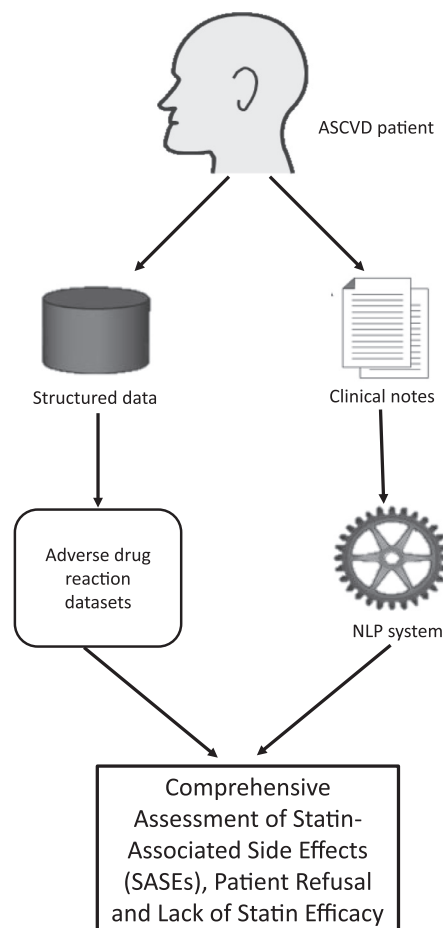 ASCVD patient
Structured data
Clinical notes
Adverse drug
reaction
datasets
NLP system
Comprehensive
Assessment of Statin-
Associated Side Effects
(SASEs), Patient Refusal
and Lack of Statin Efficacy